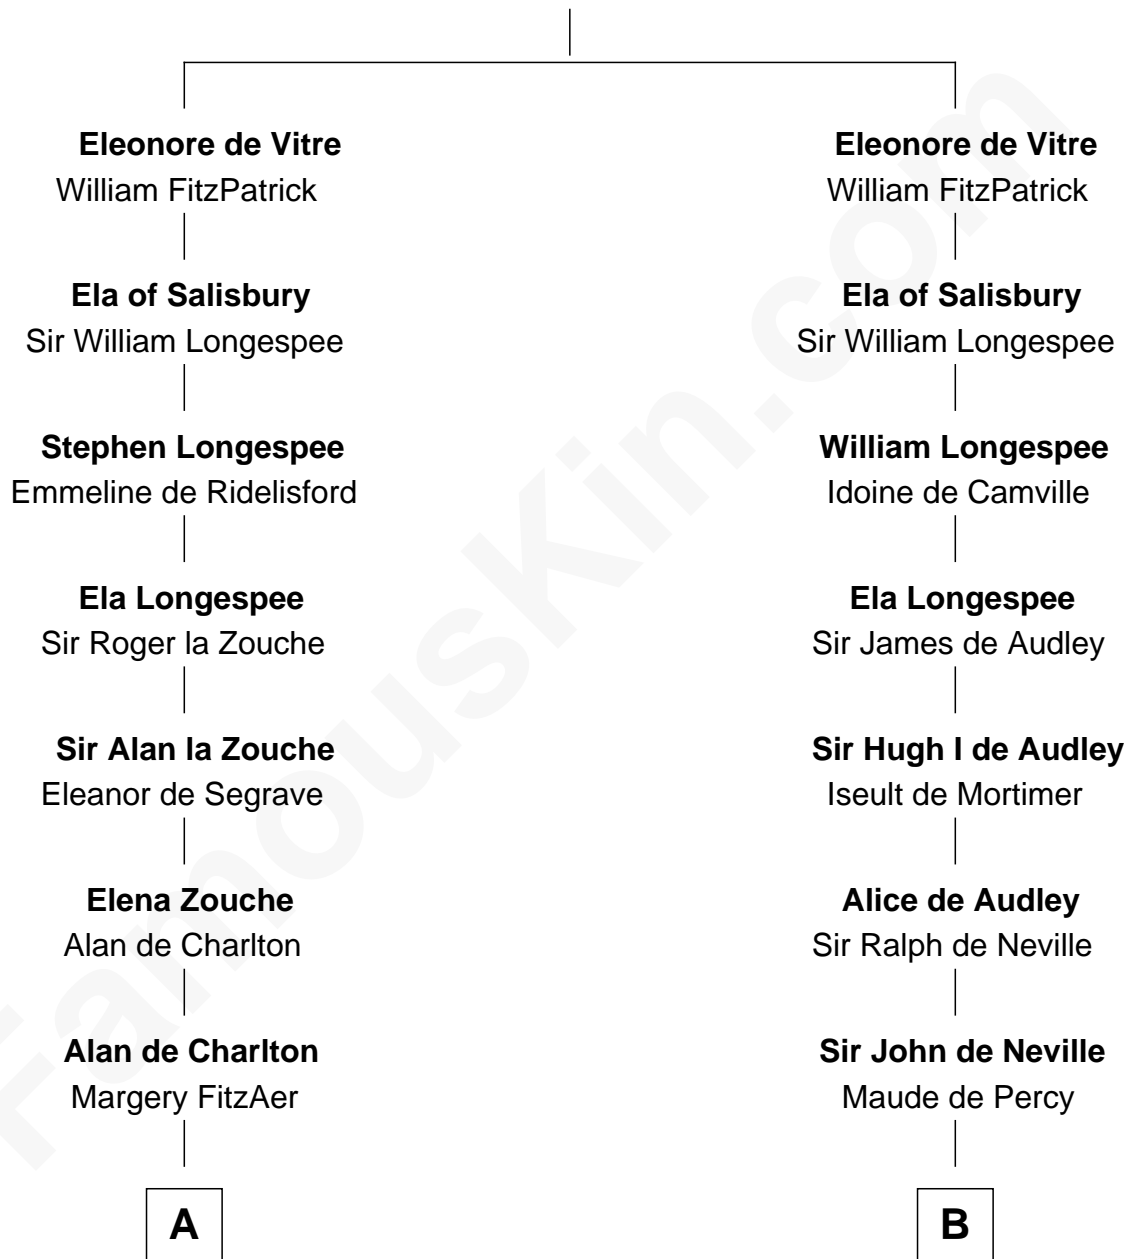 Eleonore de Vitre
William FitzPatrick
Ela of Salisbury
Sir William Longespee
Stephen Longespee
Emmeline de Ridelisford
Ela Longespee
Sir Roger la Zouche
Sir Alan la Zouche
Eleanor de Segrave
Elena Zouche
Alan de Charlton
Alan de Charlton
Margery FitzAer
A
Eleonore de Vitre
William FitzPatrick
Ela of Salisbury
Sir William Longespee
William Longespee
Idoine de Camville
Ela Longespee
Sir James de Audley
Sir Hugh I de Audley
Iseult de Mortimer
Alice de Audley
Sir Ralph de Neville
Sir John de Neville
Maude de Percy
B
FamousKin.com